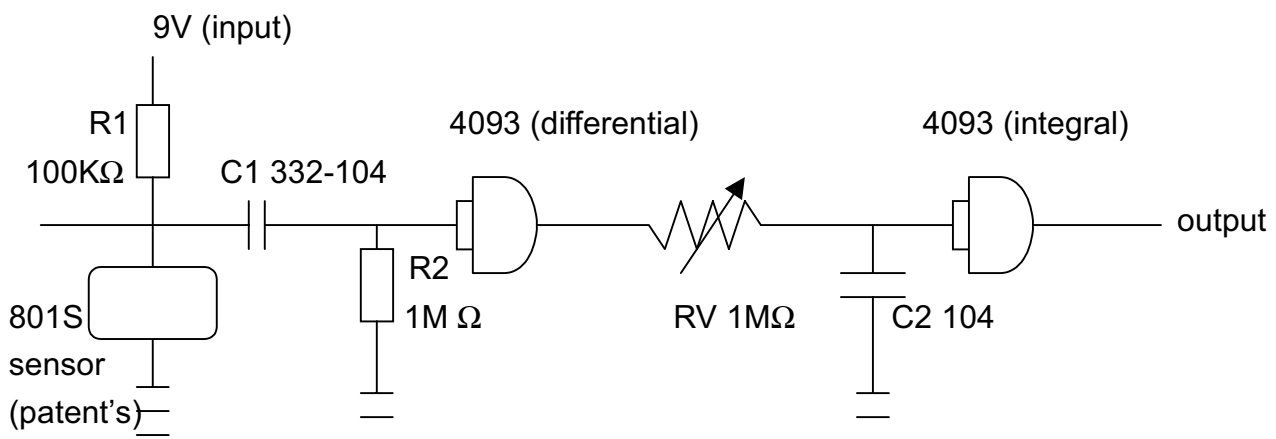 9V (input)
R1
100KΩ
C1 332-104
4093 (differential)
4093 (integral)
output
R2
1M Ω
RV 1MΩ
C2 104
801S
sensor
(patent's)